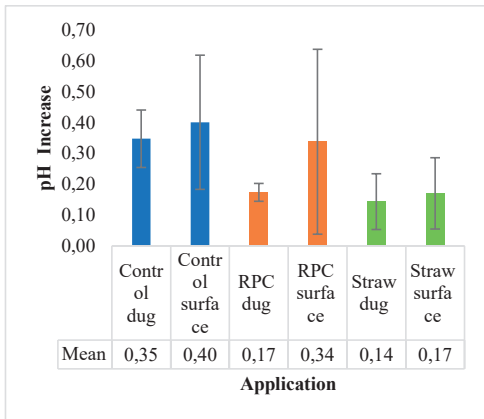 0,70
0,60
0,50
0,40
0,30
0,20
0,10
0,00
pH Increase
Contr Contr RPC RPC Straw Straw
ol ol dug surfac dug surfa
dug surfa e ce
ce
Mean 0,35 0,40 0,17 0,34 0,14 0,17
Application